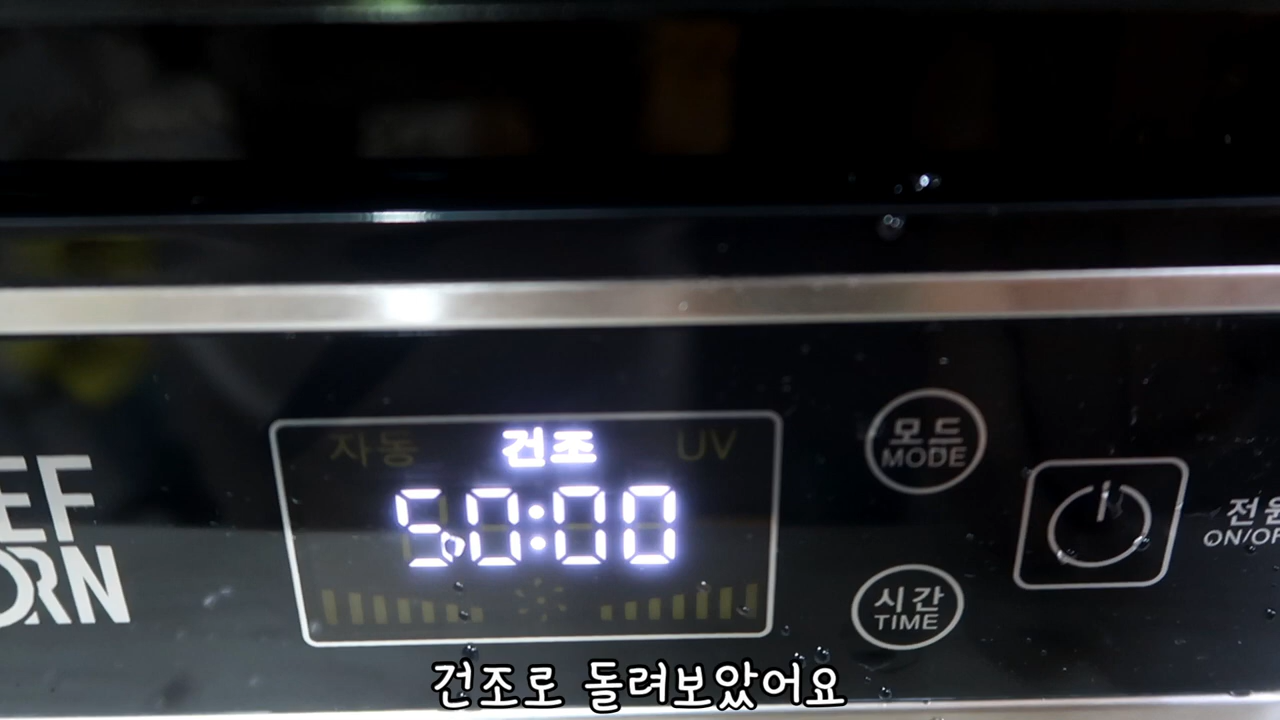 자동 건조 UV
50:00
EF
ORN
모드
MODE
시간
TIME
전원
ON/OF
건조로 돌려보았어요